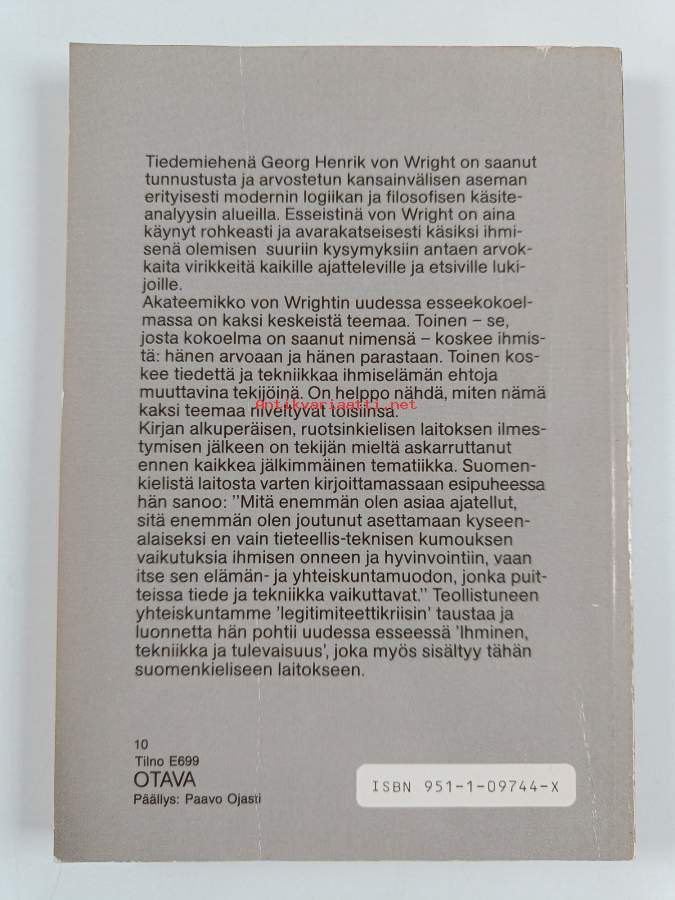 Tiedemiehenä Georg Henrik von Wright on saanut
tunnustusta ja arvostetun kansainvälisen aseman
erityisesti modernin logiikan ja filosofisen käsite-
analyysin alueilla. Esseistinä von Wright on aina
käynyt rohkeasti ja avarakatseisesti käsiksi ihmi-
senä olemisen suuriin kysymyksiin antaen arvok-
kaita virikkeitä kaikille ajatteleville ja etsiville luki-
joille.
Akateemikko von Wrightin uudessa esseekokoel-
massa on kaksi keskeistä teemaa. Toinen – se,
josta kokoelma on saanut nimensä – koskee ihmis-
tä: hänen arvoaan ja hänen parastaan. Toinen kos-
kee tiedettä ja tekniikkaa ihmiselämän ehtoja
muuttavina tekijöinä. On helppo nähdä, miten nämä
kaksi teemaa niveltyvät toisiinsa.
Antikvariaatti.net
Kirjan alkuperäisen, ruotsinkielisen laitoksen ilmes-
tymisen jälkeen on tekijän mieltä askarruttanut
ennen kaikkea jälkimmäinen tematiikka. Suomen-
kielistä laitosta varten kirjoittamassaan esipuheessa
hän sanoo: ”Mitä enemmän olen asiaa ajatellut,
sitä enemmän olen joutunut asettamaan kyseen-
alaiseksi en vain tieteellis-teknisen kumouksen
vaikutuksia ihmisen onneen ja hyvinvointiin, vaan
itse sen elämän- ja yhteiskuntamuodon, jonka puit-
teissa tiede ja tekniikka vaikuttavat.” Teollistuneen
yhteiskuntamme ’legitimiteettikriisin’ taustaa ja
luonnetta hän pohtii uudessa esseessä ’Ihminen,
tekniikka ja tulevaisuus’, joka myös sisältyy tähän
suomenkieliseen laitokseen.
10
Tilno E699
OTAVA
Päällys: Paavo Ojasti
ISBN 951-1-09744-X